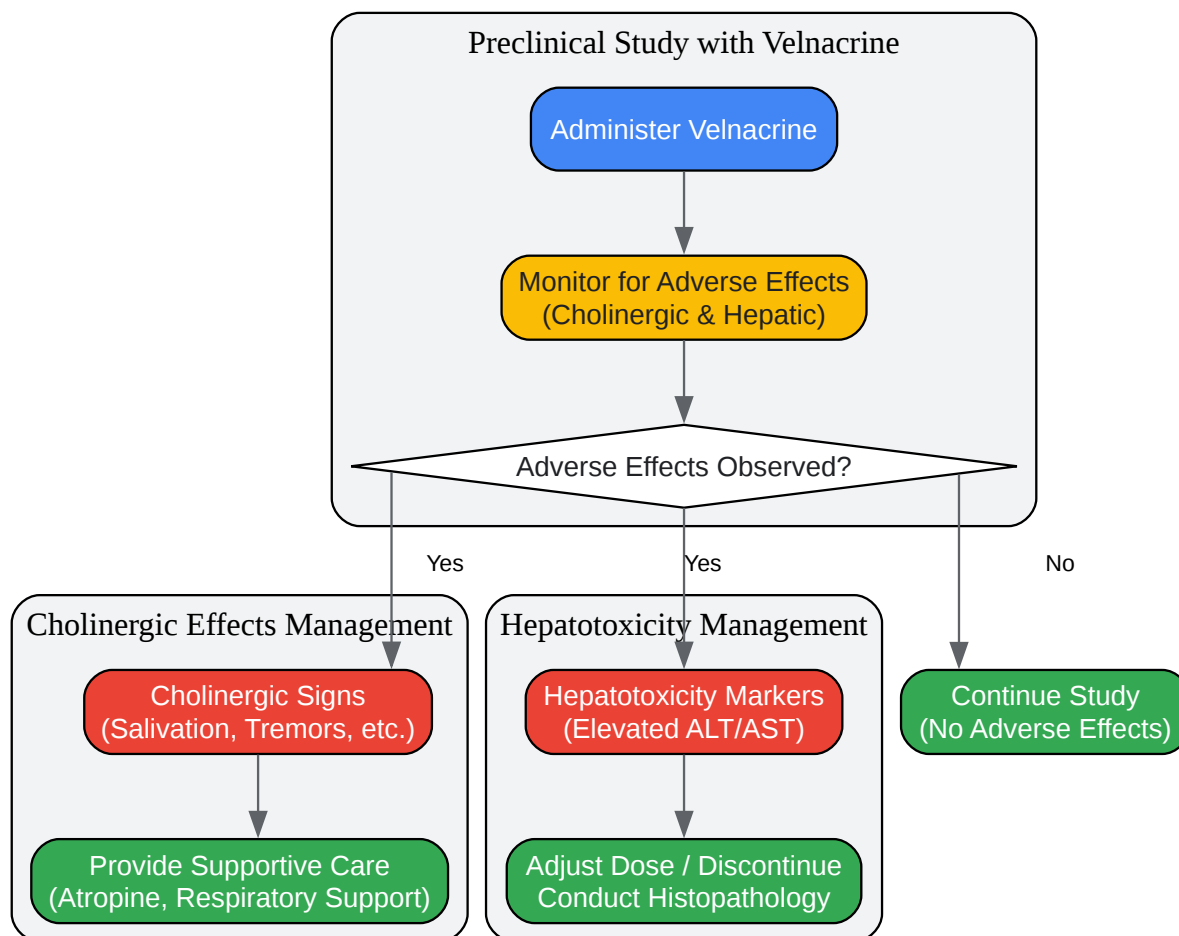 Preclinical Study with Velnacrine
Administer Velnacrine
Monitor for Adverse Effects
(Cholinergic & Hepatic)
Adverse Effects Observed?
Yes
Yes
No
Cholinergic Effects Management
Cholinergic Signs
(Salivation, Tremors, etc.)
Provide Supportive Care
(Atropine, Respiratory Support)
Hepatotoxicity Management
Hepatotoxicity Markers
(Elevated ALT/AST)
Adjust Dose / Discontinue
Conduct Histopathology
Continue Study
(No Adverse Effects)